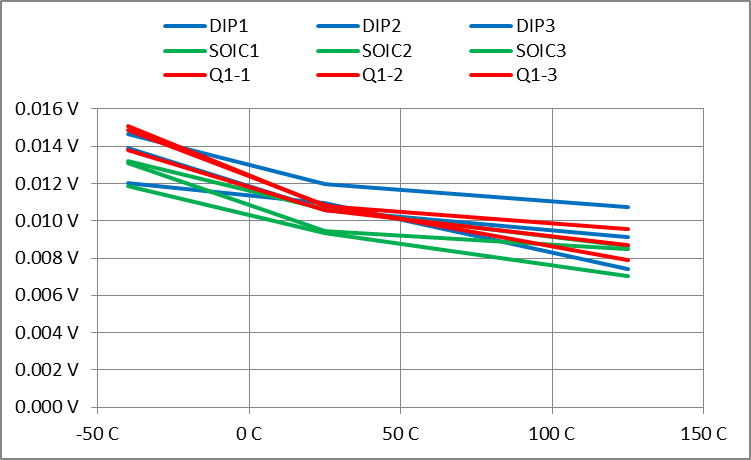 DIP1 DIP2 DIP3
SOIC1 SOIC2 SOIC3
Q1-1 Q1-2 Q1-3
0.016 V
0.014 V
0.012 V
0.010 V
0.008 V
0.006 V
0.004 V
0.002 V
0.000 V
-50 C 0 C 50 C 100 C 150 C